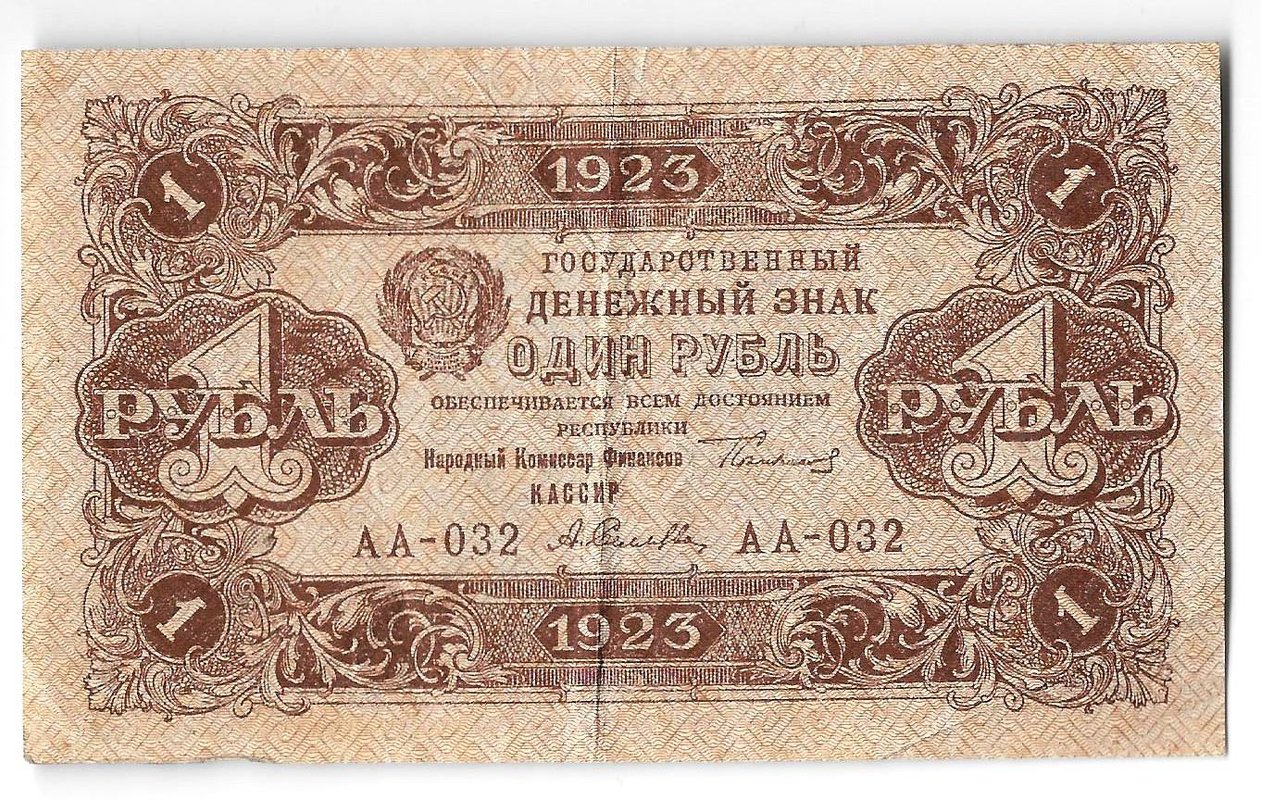 1 1923 1
ГОСУДАРСТВЕННЫЙ
ДЕНЕЖНЫЙ ЗНАК
ОДИН РУБЛЬ
1 РУБЛЬ
1 РУБЛЬ
ОБЕСПЕЧИВАЕТСЯ ВСЕМ ДОСТОЯНИЕМ
РЕСПУБЛИКИ
Народный Комиссар Финансов
КАССИР
АА-032 АА-032
1 1923 1